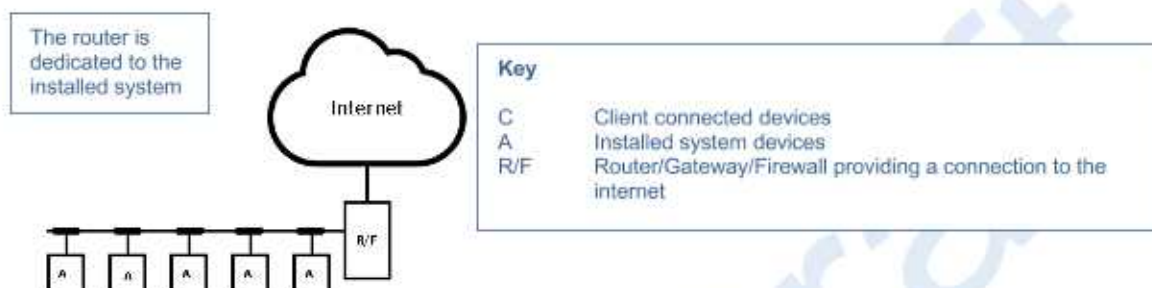 The router is
dedicated to the
installed system
Internet
Key
C Client connected devices
A Installed system devices
R/F Router/Gateway/Firewall providing a connection to the
internet
R/F
A A A A A